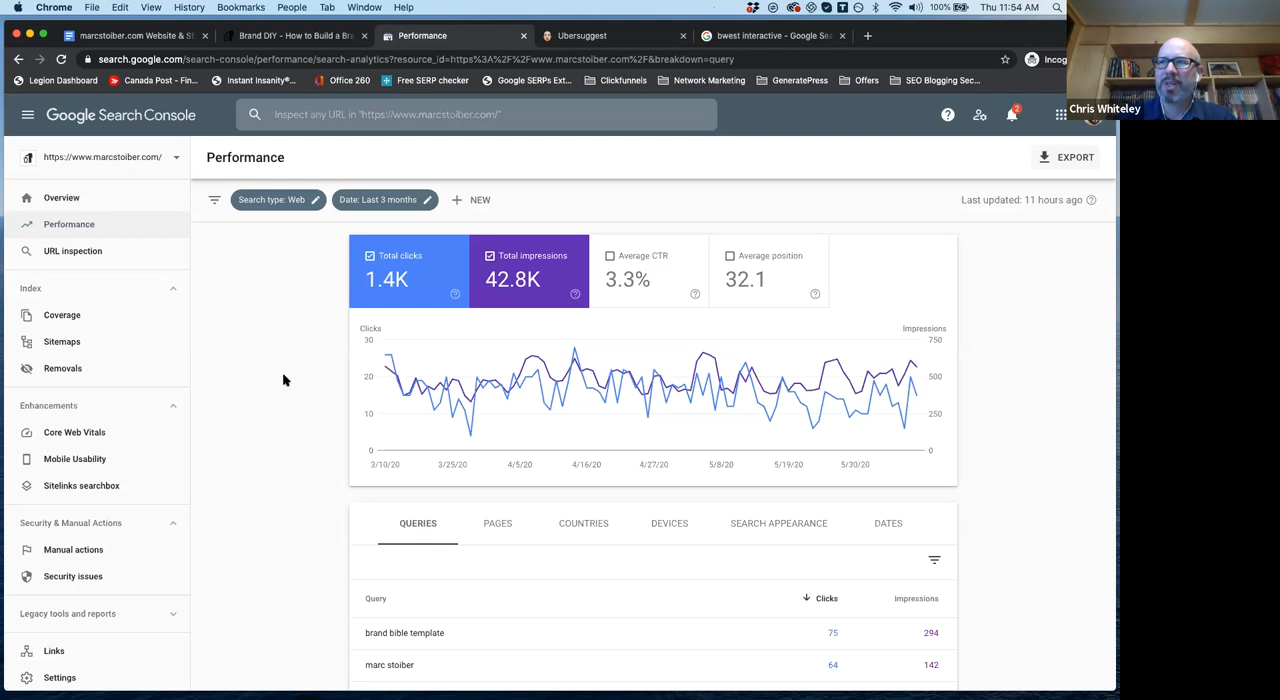 Chrome File Edit View History Bookmarks People Tab Window Help 100% Thu 11:54 AM
marcstoiber.com Website & SE Brand DIY - How to Build a Bra Performance Ubersuggest bwest interactive - Google Sea
search.google.com/search-console/performance/search-analytics?resource_id=https%3A%2F%2Fwww.marcstoiber.com%2F&breakdown=query Incog
Legion Dashboard Canada Post - Fin... Instant Insanity®... Office 260 Free SERP checker Google SERPs Ext... Clickfunnels Network Marketing GeneratePress Offers SEO Blogging Sec...
Chris Whiteley
Google Search Console Inspect any URL in "https://www.marcstoiber.com/" 2
https://www.marcstoiber.com/ Performance EXPORT
Overview
Performance
URL inspection
Index
Coverage
Sitemaps
Removals
Enhancements
Core Web Vitals
Mobile Usability
Sitelinks searchbox
Security & Manual Actions
Manual actions
Security issues
Legacy tools and reports
Links
Settings
Search type: Web Date: Last 3 months NEW Last updated: 11 hours ago
Total clicks Total impressions Average CTR Average position
1.4K 42.8K 3.3% 32.1
Clicks Impressions
30 750
20 500
10 250
0 0
3/10/20 3/25/20 4/5/20 4/16/20 4/27/20 5/8/20 5/19/20 5/30/20
QUERIES PAGES COUNTRIES DEVICES SEARCH APPEARANCE DATES
Query Clicks Impressions
brand bible template 75 294
marc stoiber 64 142